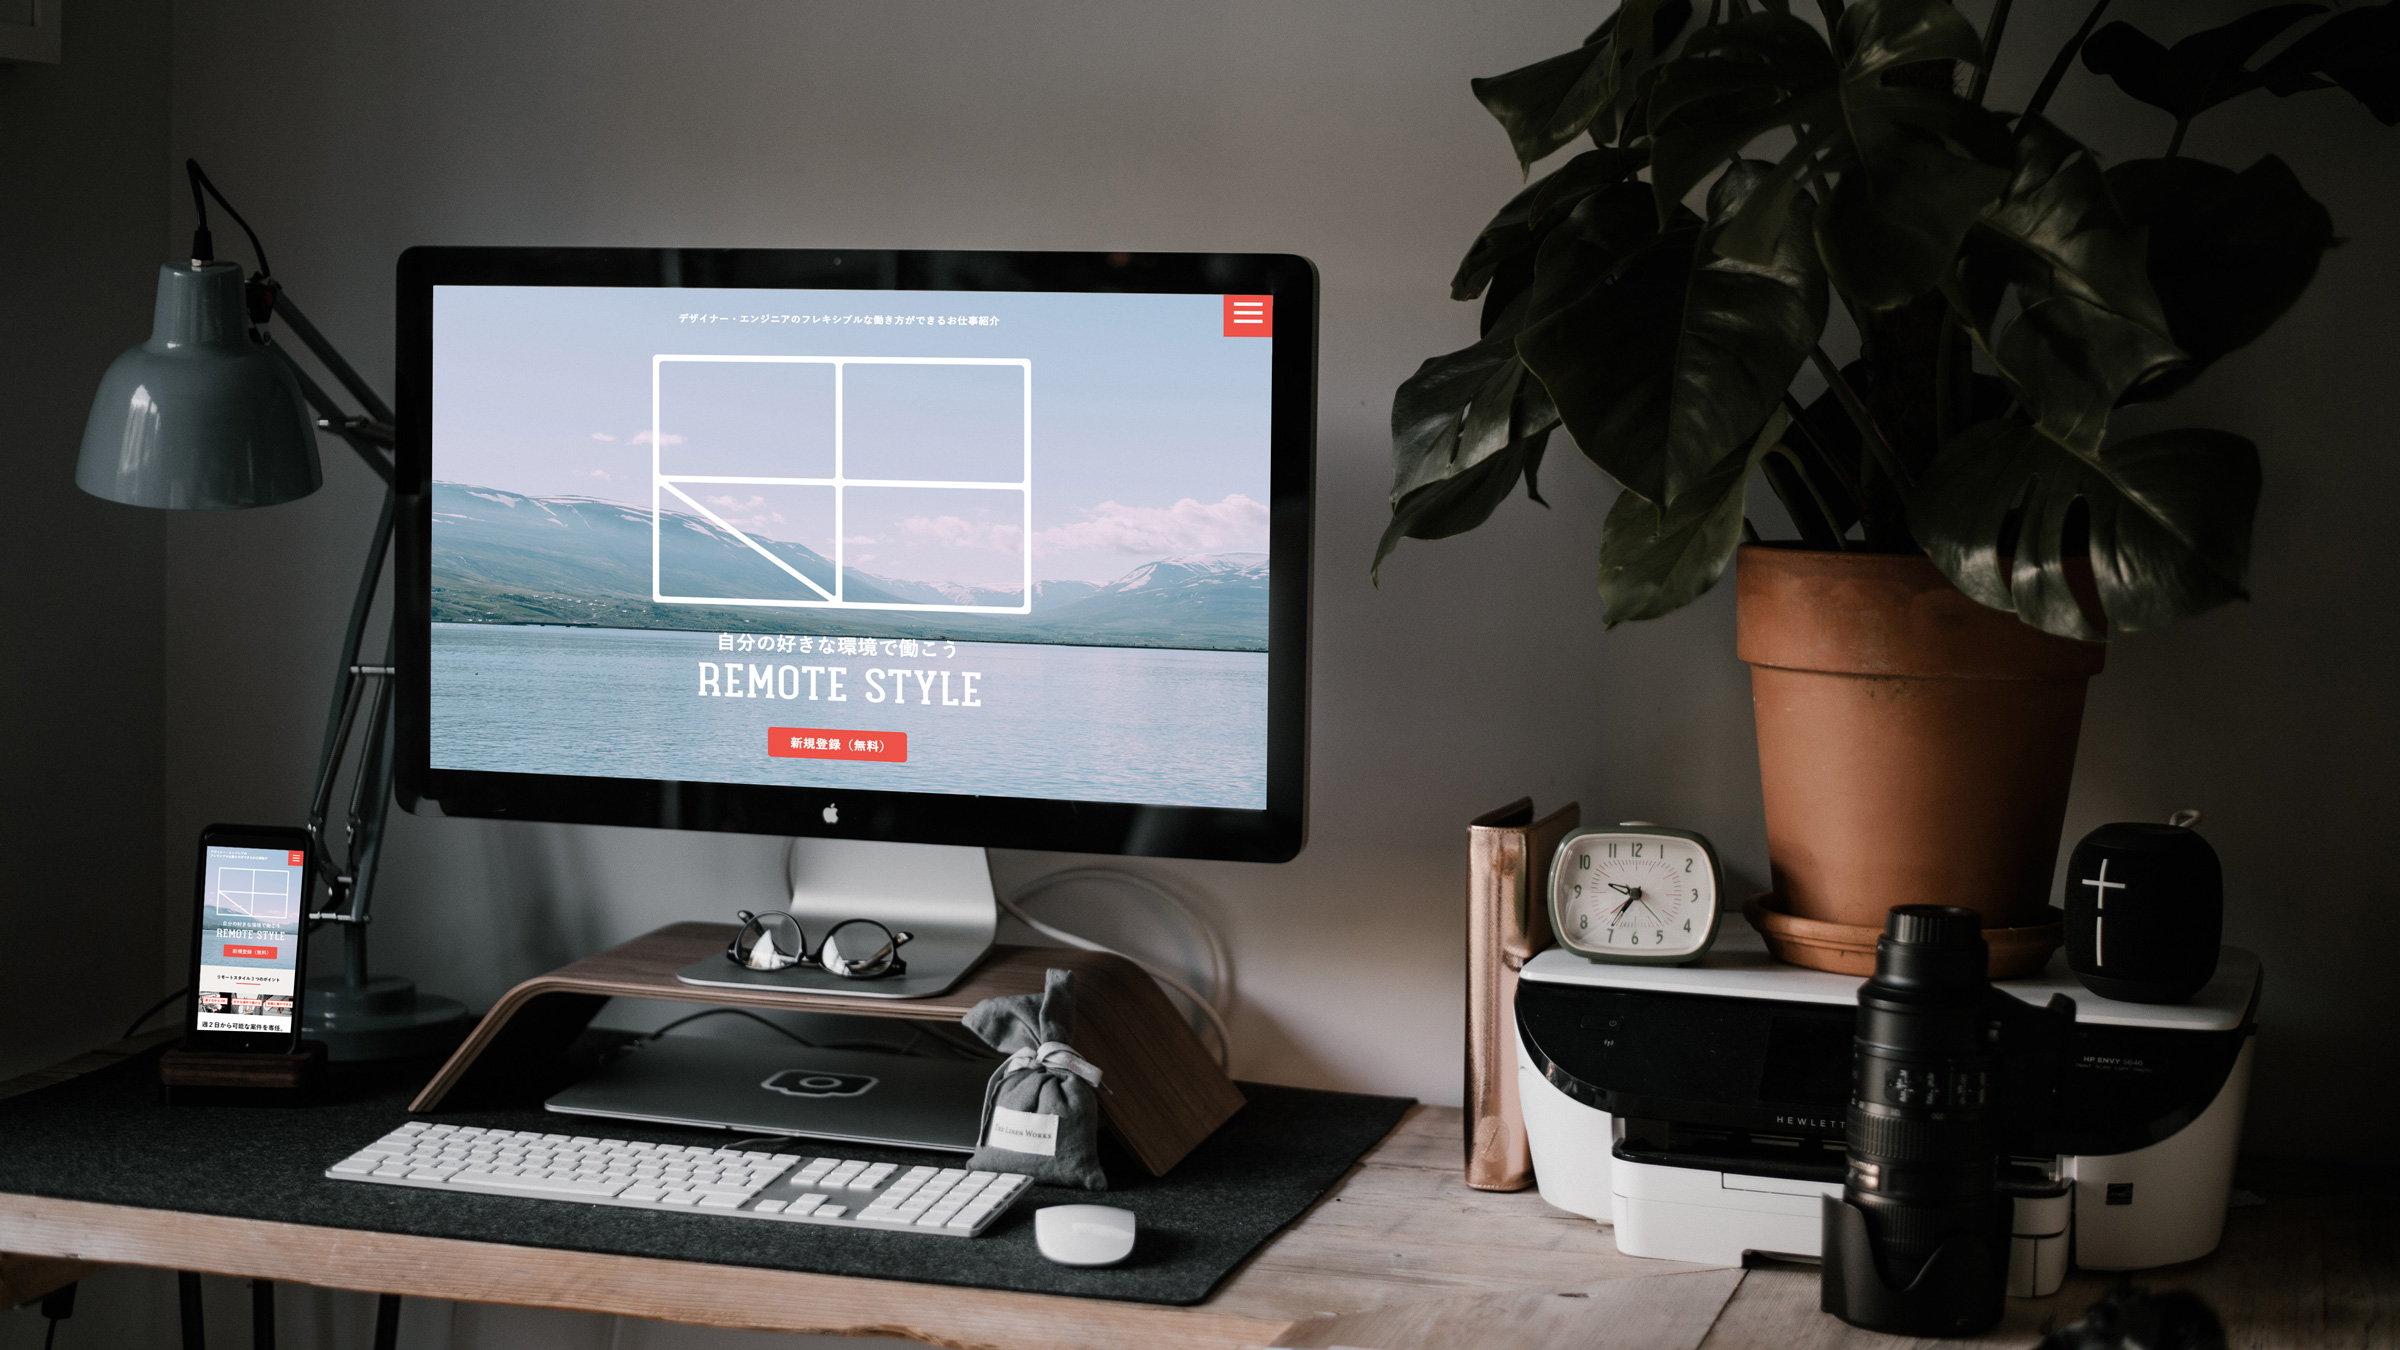 デザイナー・エンジニアのフレキシブルな働き方ができるお仕事紹介
自分の好きな環境で働こう
REMOTE STYLE
新規登録（無料）
自分の好きな環境で働こう
REMOTE STYLE
新規登録（無料）
リモートスタイル3つのポイント
週2日から可能な案件を専任。
THE LINEN WORKS
10 11 12 1 2
9 3
8 7 6 5 4
HEWLETT
HP ENVY 5646